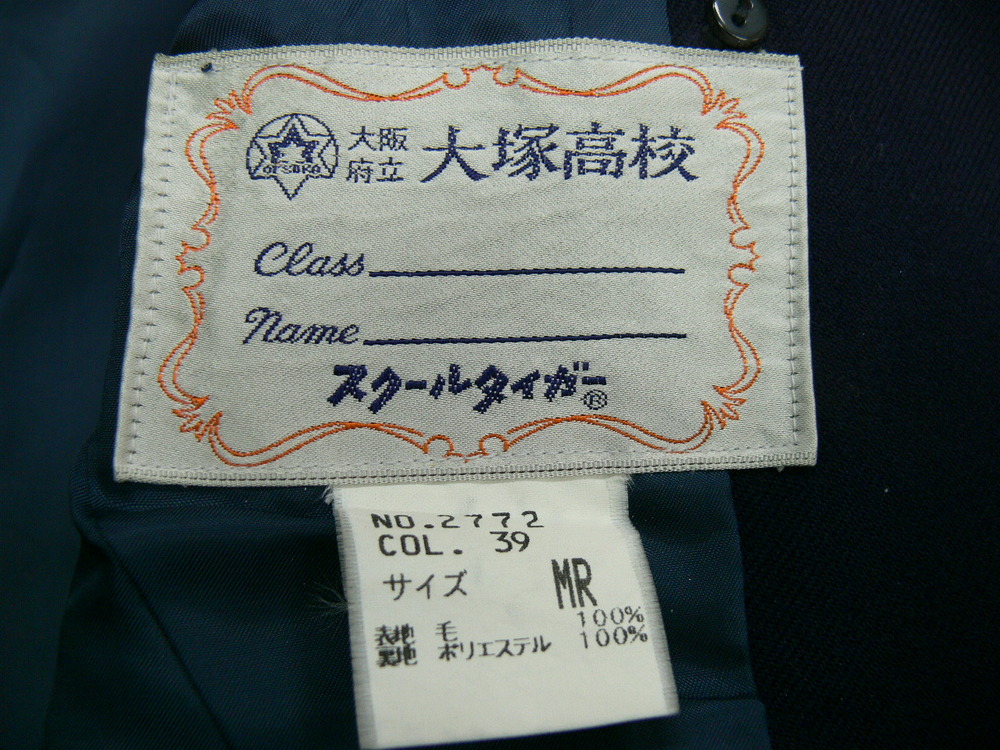 OTSUKA
大阪府立 大塚高校
Class
Name
スクールタイガー®
NO.2772
COL. 39
サイズ MR
表地 毛 100%
裏地 ポリエステル 100%